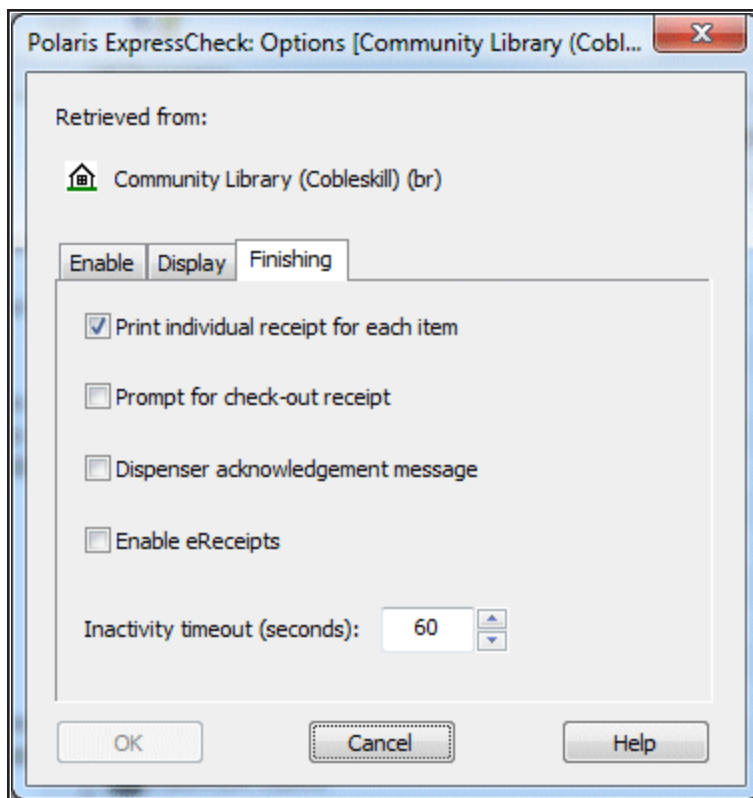 Polaris ExpressCheck: Options [Community Library (Cobl...
Retrieved from:
Community Library (Cobleskill) (br)
Enable Display Finishing
Print individual receipt for each item
Prompt for check-out receipt
Dispenser acknowledgement message
Enable eReceipts
Inactivity timeout (seconds): 60
OK Cancel Help